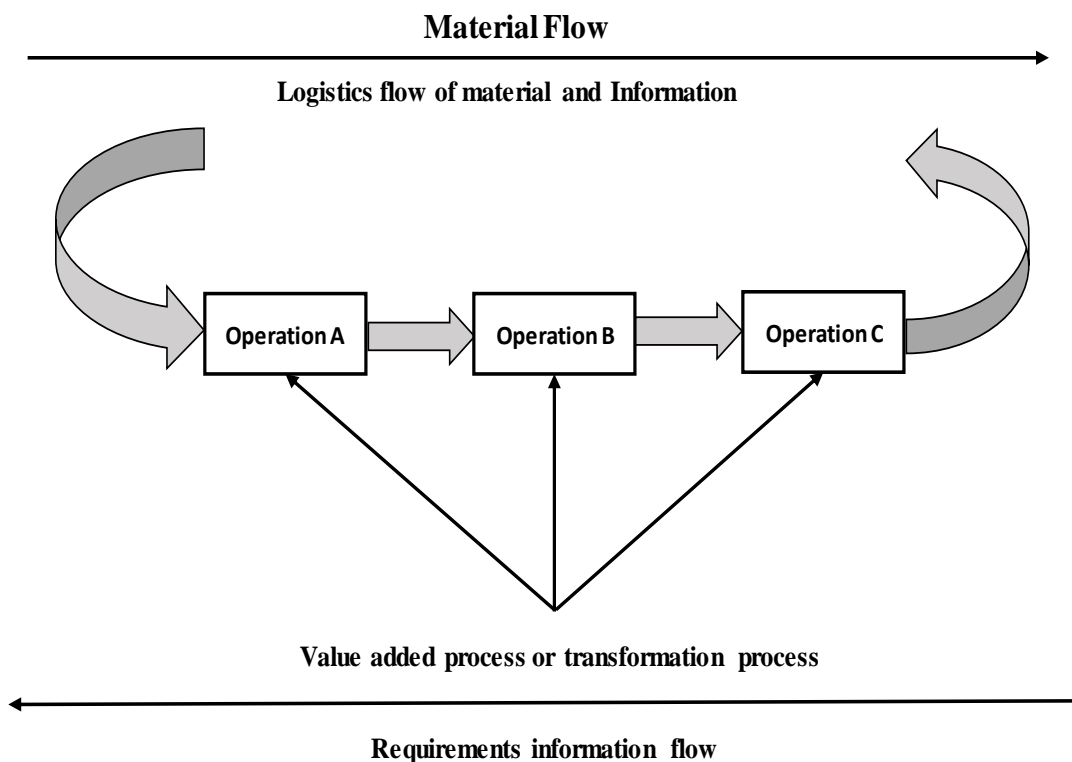 Material Flow
Logistics flow of material and Information
Operation A
Operation B
Operation C
Value added process or transformation process
Requirements information flow